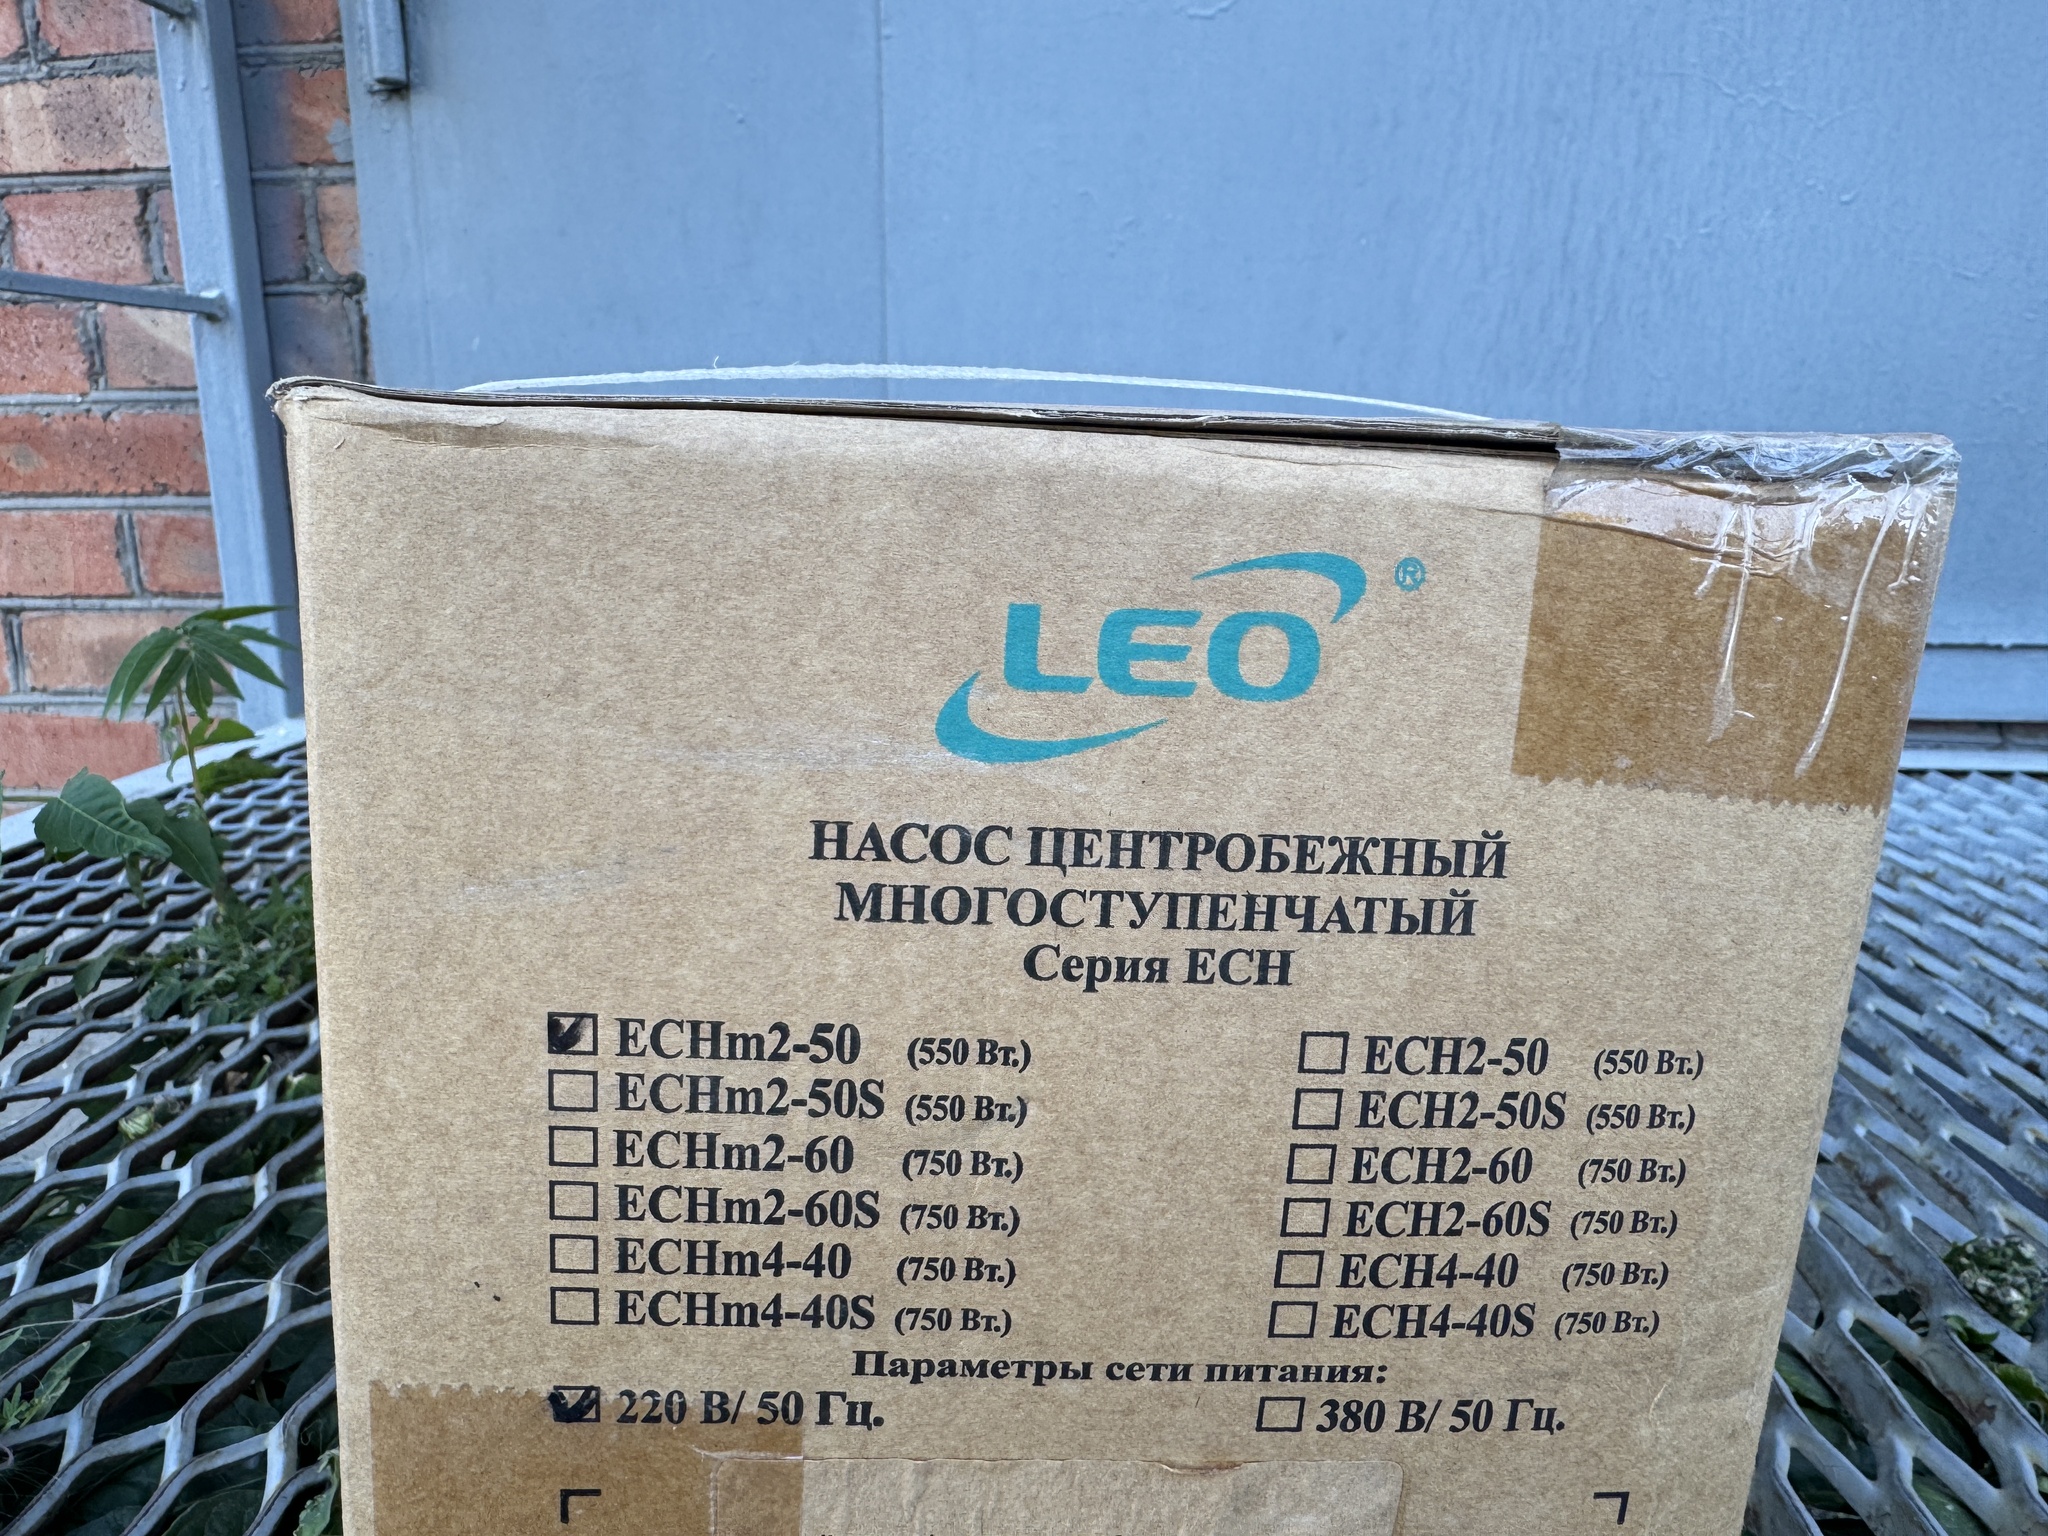 LEO ®
НАСОС ЦЕНТРОБЕЖНЫЙ
МНОГОСТУПЕНЧАТЫЙ
Серия ECH
ECHm2-50 (550 Вт.) ECH2-50 (550 Вт.)
ECHm2-50S (550 Вт.) ECH2-50S (550 Вт.)
ECHm2-60 (750 Вт.) ECH2-60 (750 Вт.)
ECHm2-60S (750 Вт.) ECH2-60S (750 Вт.)
ECHm4-40 (750 Вт.) ECH4-40 (750 Вт.)
ECHm4-40S (750 Вт.) ECH4-40S (750 Вт.)
Параметры сети питания:
220 В/ 50 Гц. 380 В/ 50 Гц.